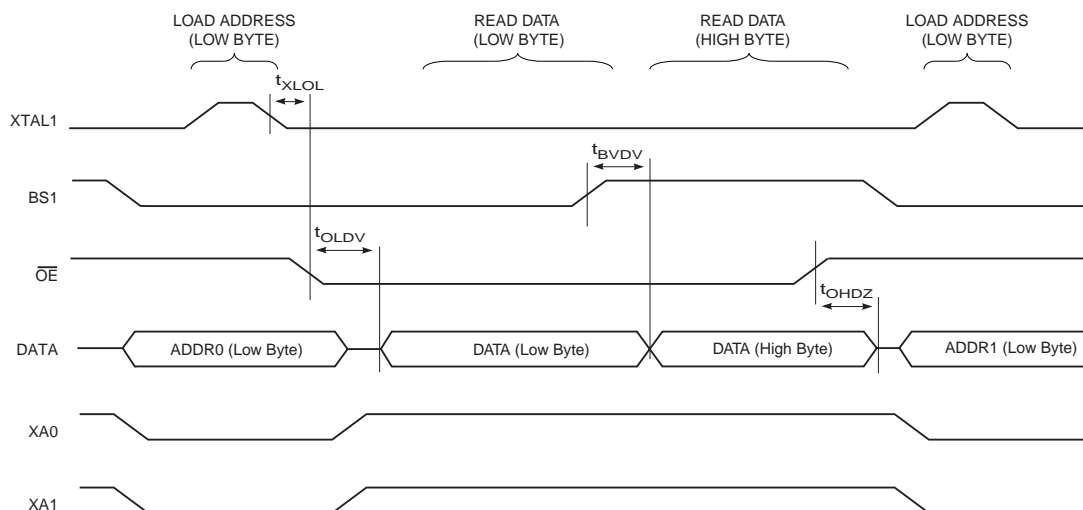 LOAD ADDRESS
(LOW BYTE)
READ DATA
(LOW BYTE)
READ DATA
(HIGH BYTE)
LOAD ADDRESS
(LOW BYTE)
tXLOL
XTAL1
tBVDV
BS1
tOLDV
OE
tOHDZ
DATA
ADDR0 (Low Byte)
DATA (Low Byte)
DATA (High Byte)
ADDR1 (Low Byte)
XA0
XA1